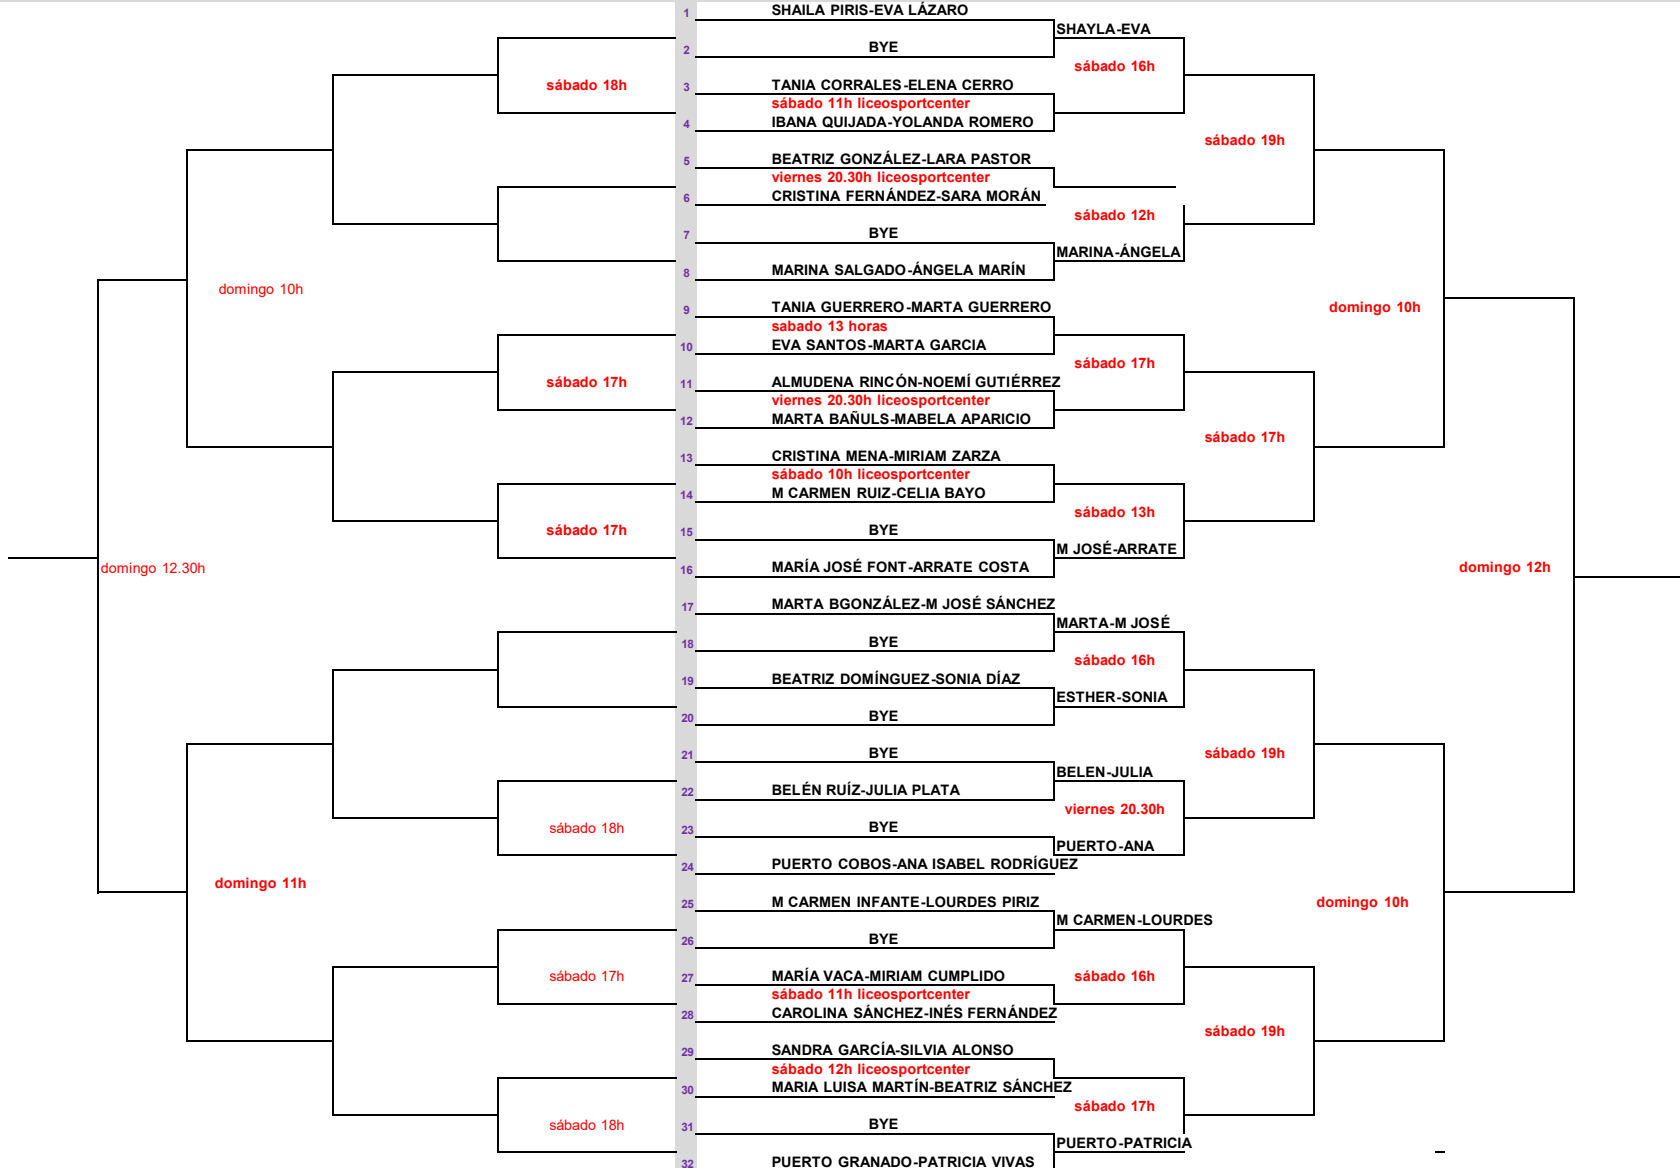 1 SHAILA PIRIS-EVA LÁZARO
SHAYLA-EVA
2 BYE
sábado 16h
sábado 18h
3 TANIA CORRALES-ELENA CERRO
sábado 11h liceosportcenter
4 IBANA QUIJADA-YOLANDA ROMERO
sábado 19h
5 BEATRIZ GONZÁLEZ-LARA PASTOR
viernes 20.30h liceosportcenter
6 CRISTINA FERNÁNDEZ-SARA MORÁN
sábado 12h
7 BYE
MARINA-ÁNGELA
8 MARINA SALGADO-ÁNGELA MARÍN
domingo 10h
9 TANIA GUERRERO-MARTA GUERRERO
domingo 10h
sabado 13 horas
10 EVA SANTOS-MARTA GARCIA
sábado 17h
sábado 17h
11 ALMUDENA RINCÓN-NOEMÍ GUTIÉRREZ
viernes 20.30h liceosportcenter
12 MARTA BAÑULS-MABELA APARICIO
sábado 17h
13 CRISTINA MENA-MIRIAM ZARZA
sábado 10h liceosportcenter
14 M CARMEN RUIZ-CELIA BAYO
sábado 13h
sábado 17h
15 BYE
M JOSÉ-ARRATE
domingo 12.30h
16 MARÍA JOSÉ FONT-ARRATE COSTA
domingo 12h
17 MARTA BGONZÁLEZ-M JOSÉ SÁNCHEZ
MARTA-M JOSÉ
18 BYE
sábado 16h
19 BEATRIZ DOMÍNGUEZ-SONIA DÍAZ
ESTHER-SONIA
20 BYE
21 BYE
sábado 19h
BELEN-JULIA
22 BELÉN RUÍZ-JULIA PLATA
viernes 20.30h
sábado 18h
23 BYE
PUERTO-ANA
24 PUERTO COBOS-ANA ISABEL RODRÍGUEZ
domingo 11h
25 M CARMEN INFANTE-LOURDES PIRIZ
domingo 10h
M CARMEN-LOURDES
26 BYE
sábado 17h
27 MARÍA VACA-MIRIAM CUMPLIDO
sábado 16h
sábado 11h liceosportcenter
28 CAROLINA SÁNCHEZ-INÉS FERNÁNDEZ
sábado 19h
29 SANDRA GARCÍA-SILVIA ALONSO
sábado 12h liceosportcenter
30 MARIA LUISA MARTÍN-BEATRIZ SÁNCHEZ
sábado 17h
sábado 18h
31 BYE
PUERTO-PATRICIA
32 PUERTO GRANADO-PATRICIA VIVAS